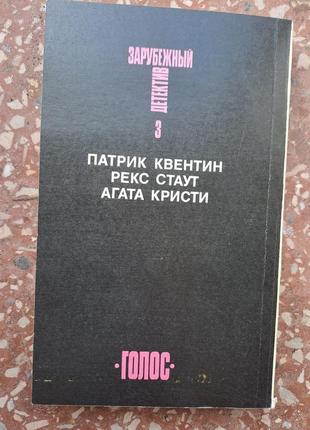 ЗАРУБЕЖНЫЙ
ДЕТЕКТИВ
3
ПАТРИК КВЕНТИН
РЕКС СТАУТ
АГАТА КРИСТИ
·ГОЛОС·